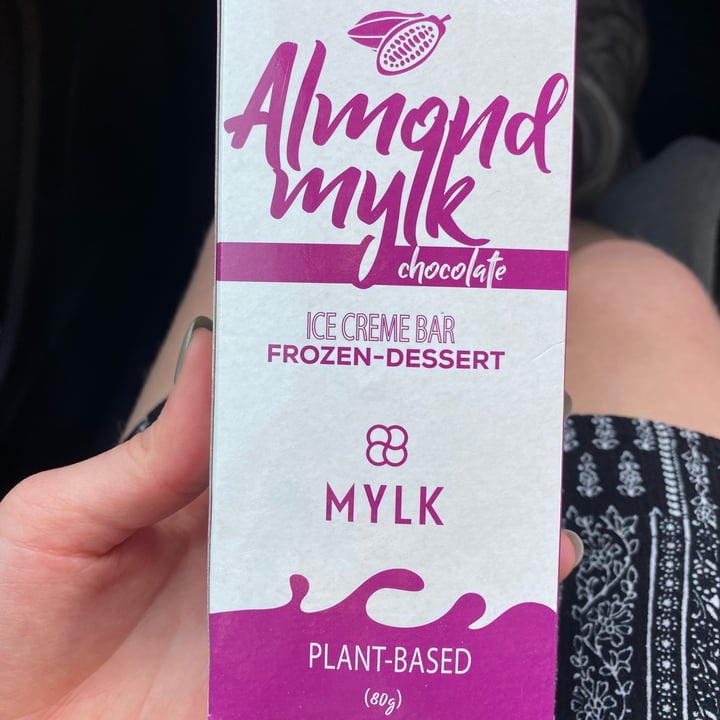 Almond
mylk
chocolate
ICE CREME BAR
FROZEN-DESSERT
MYLK
PLANT-BASED
(80g)